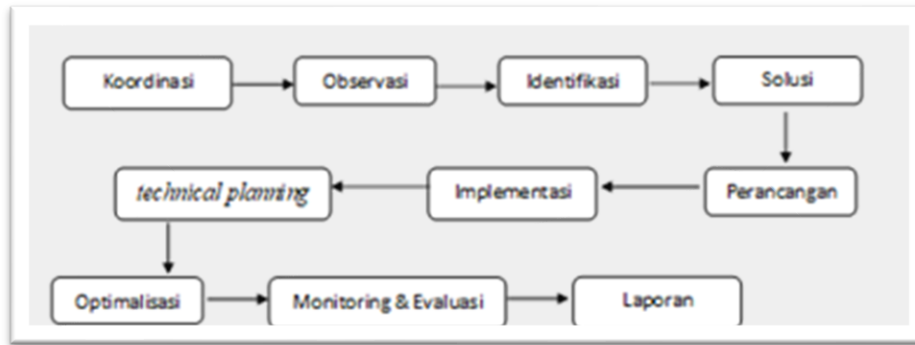 Koordinasi
Observasi
Identifikasi
Solusi
Perancangan
Implementasi
technical planning
Optimalisasi
Monitoring & Evaluasi
Laporan